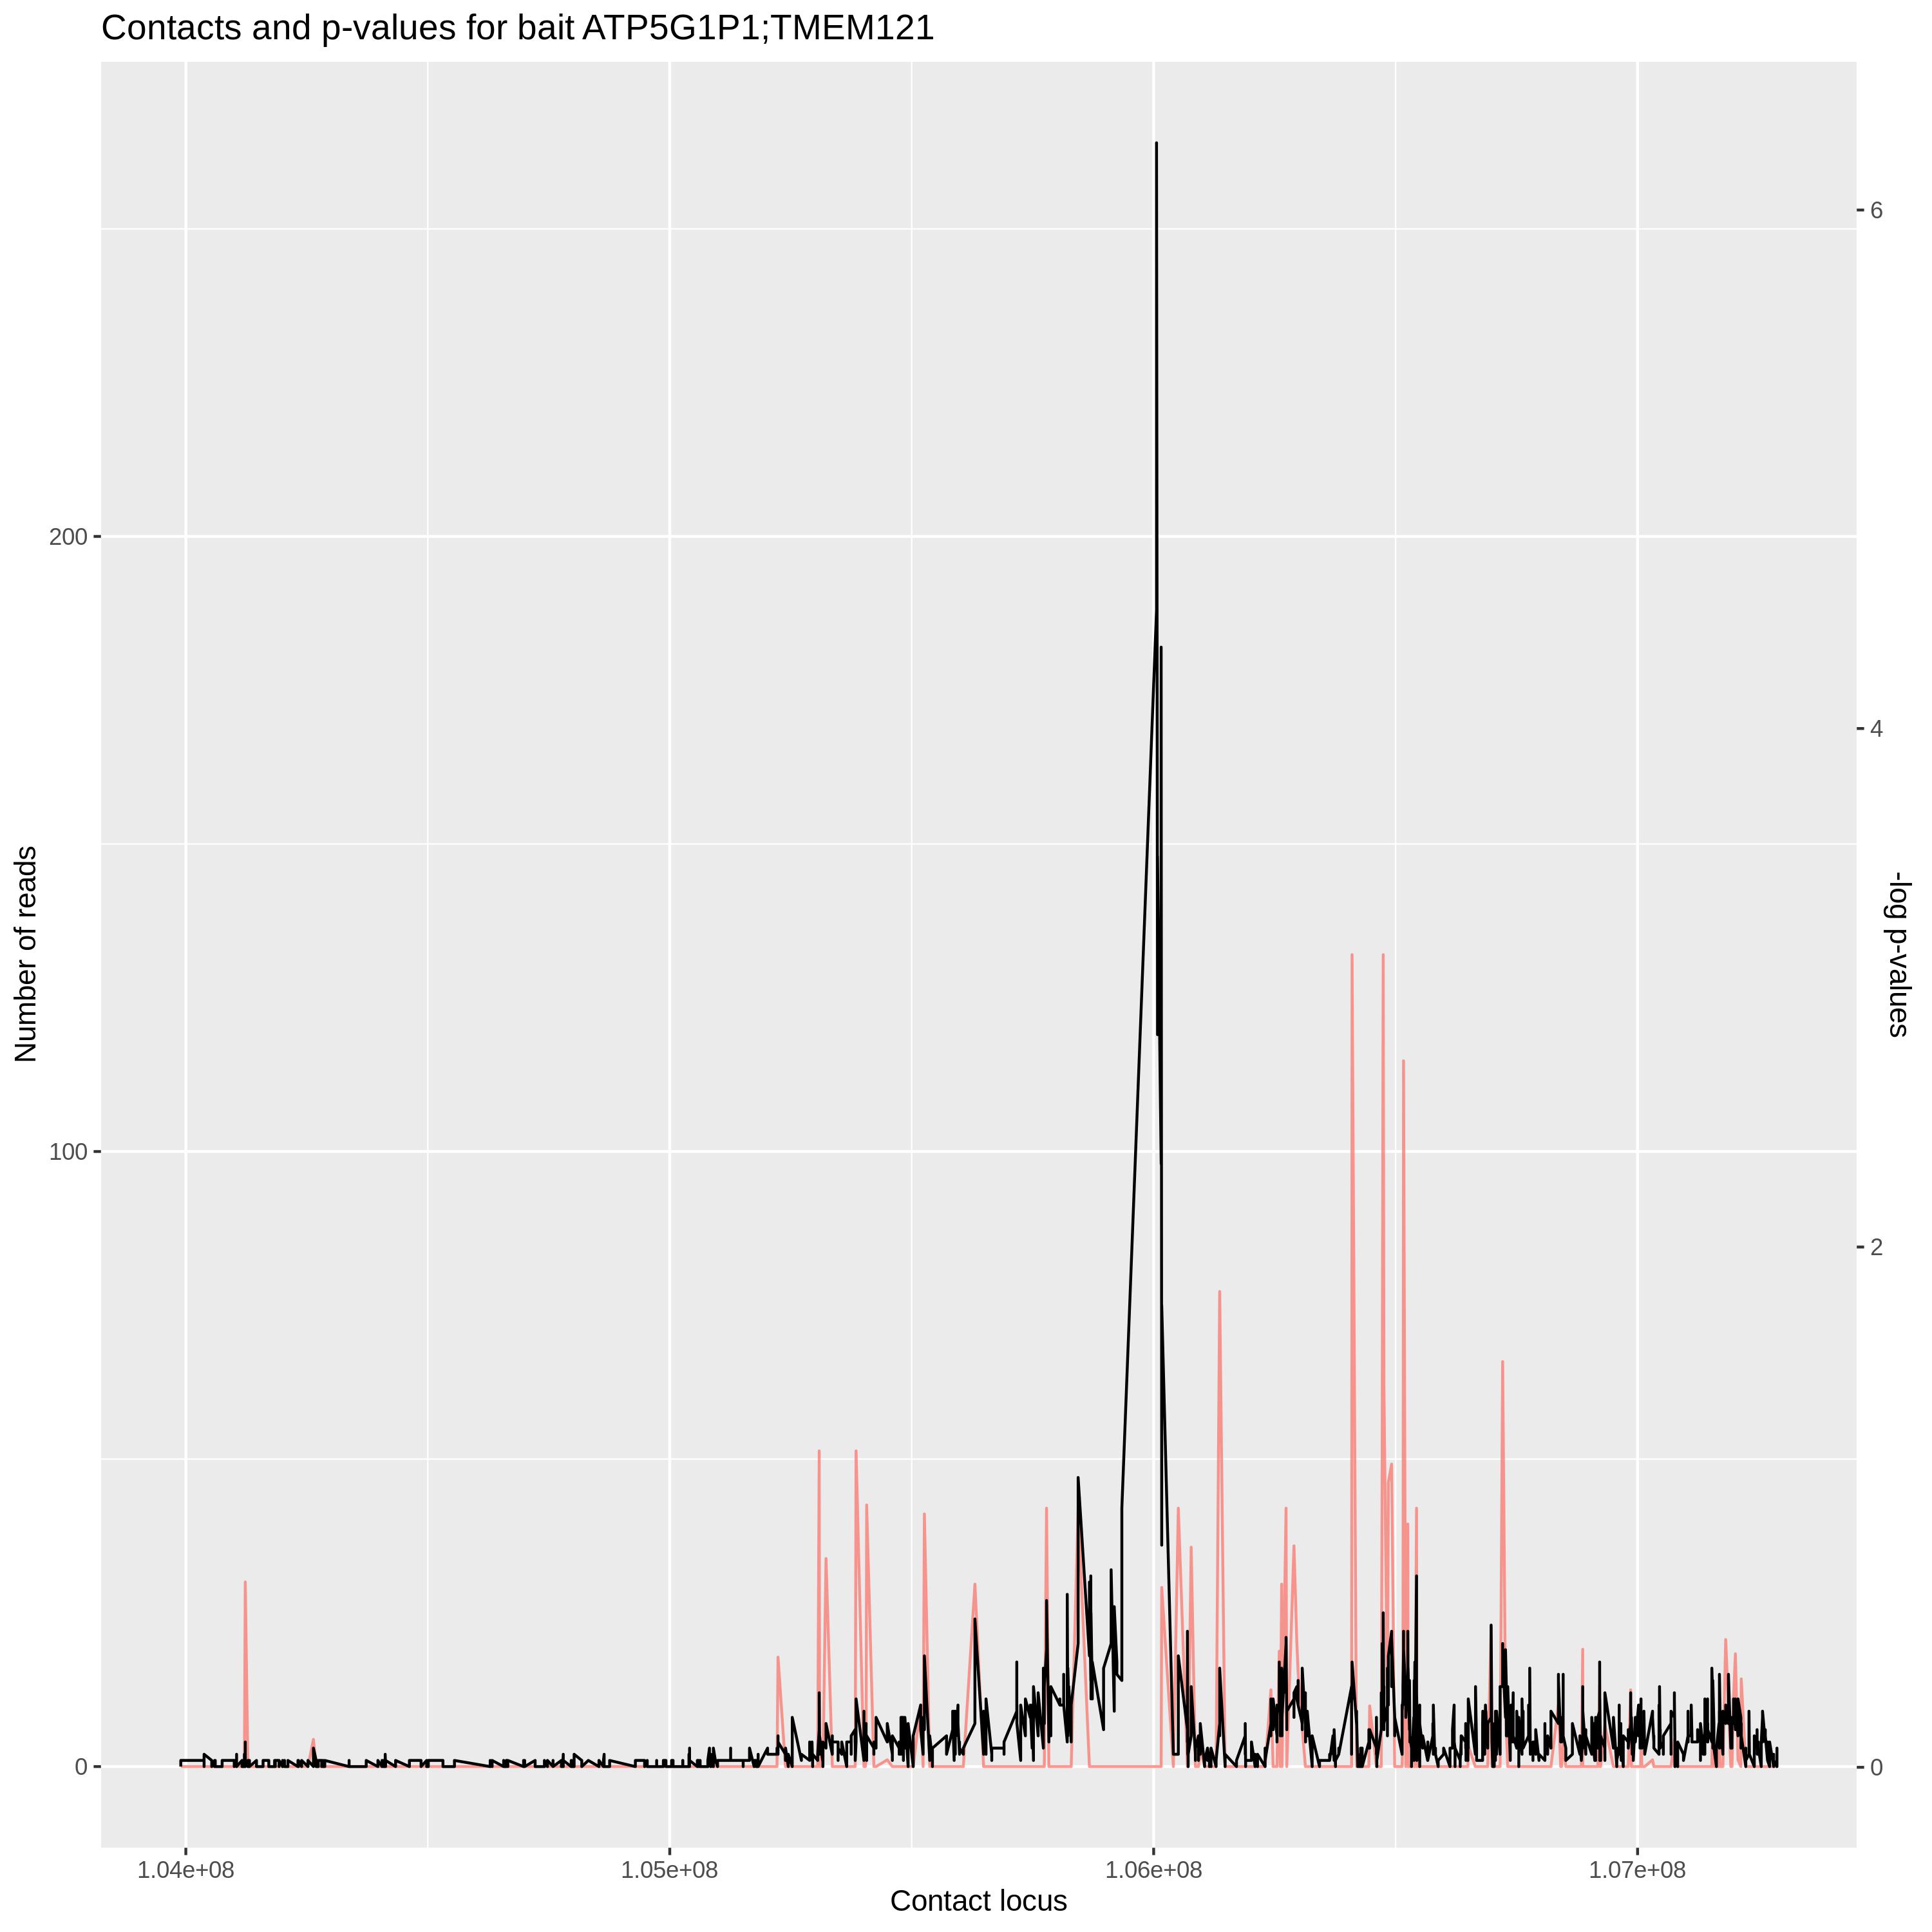 Contacts and p-values for bait ATP5G1P1;TMEM121
Number of reads
200
100
0
6
4
2
0
-log p-values
1.04e+08
1.05e+08
1.06e+08
1.07e+08
Contact locus